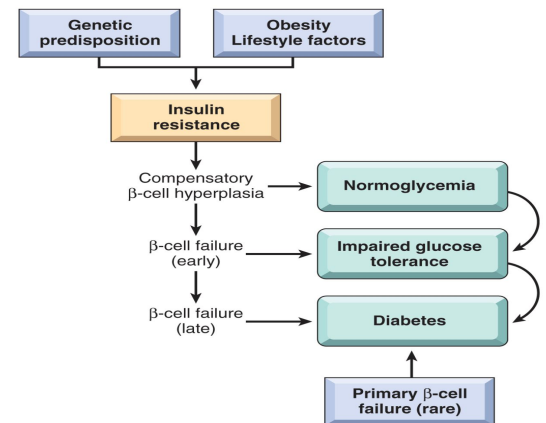 Genetic
predisposition
Obesity
Lifestyle factors
Insulin
resistance
Compensatory
β-cell hyperplasia
Normoglycemia
β-cell failure
(early)
Impaired glucose
tolerance
β-cell failure
(late)
Diabetes
Primary β-cell
failure (rare)